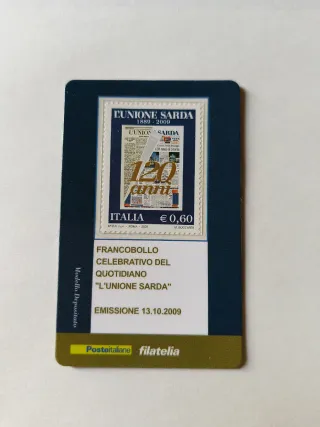 L'UNIONE SARDA
1889 - 2009
L'UNIONE SARDA
120
anni
ITALIA € 0,60
FRANCOBOLLO
CELEBRATIVO DEL
QUOTIDIANO
"L'UNIONE SARDA"
EMISSIONE 13.10.2009
Modello Depositato
Posteitaliane filatelia